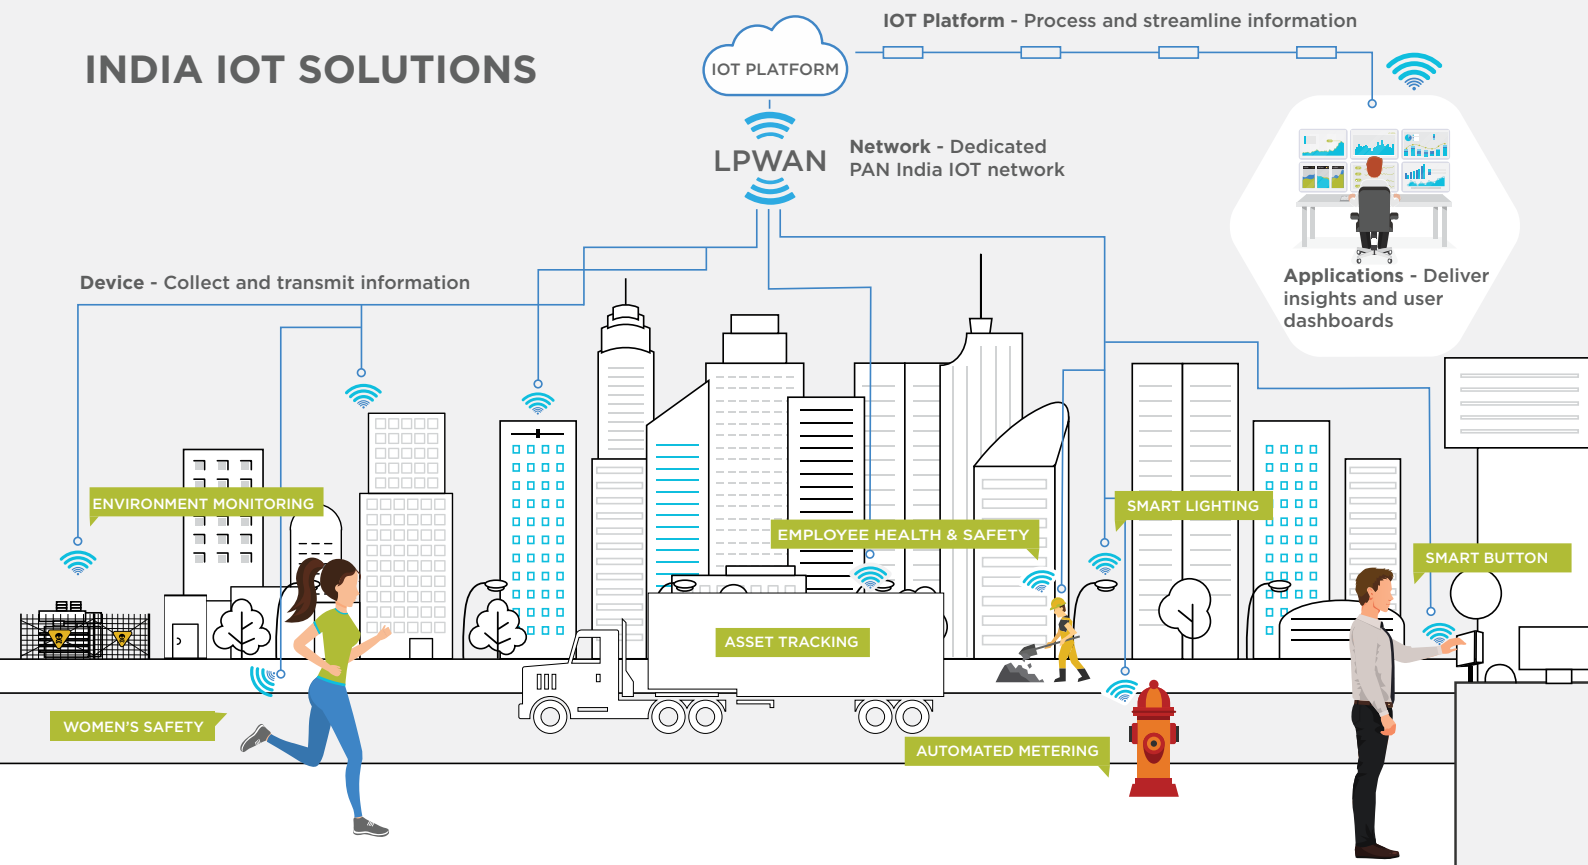 IOT Platform - Process and streamline information
INDIA IOT SOLUTIONS
IOT PLATFORM
LPWAN
Network - Dedicated
PAN India IOT network
Device - Collect and transmit information
Applications - Deliver
insights and user
dashboards
ENVIRONMENT MONITORING
SMART LIGHTING
EMPLOYEE HEALTH & SAFETY
SMART BUTTON
ASSET TRACKING
WOMEN'S SAFETY
AUTOMATED METERING